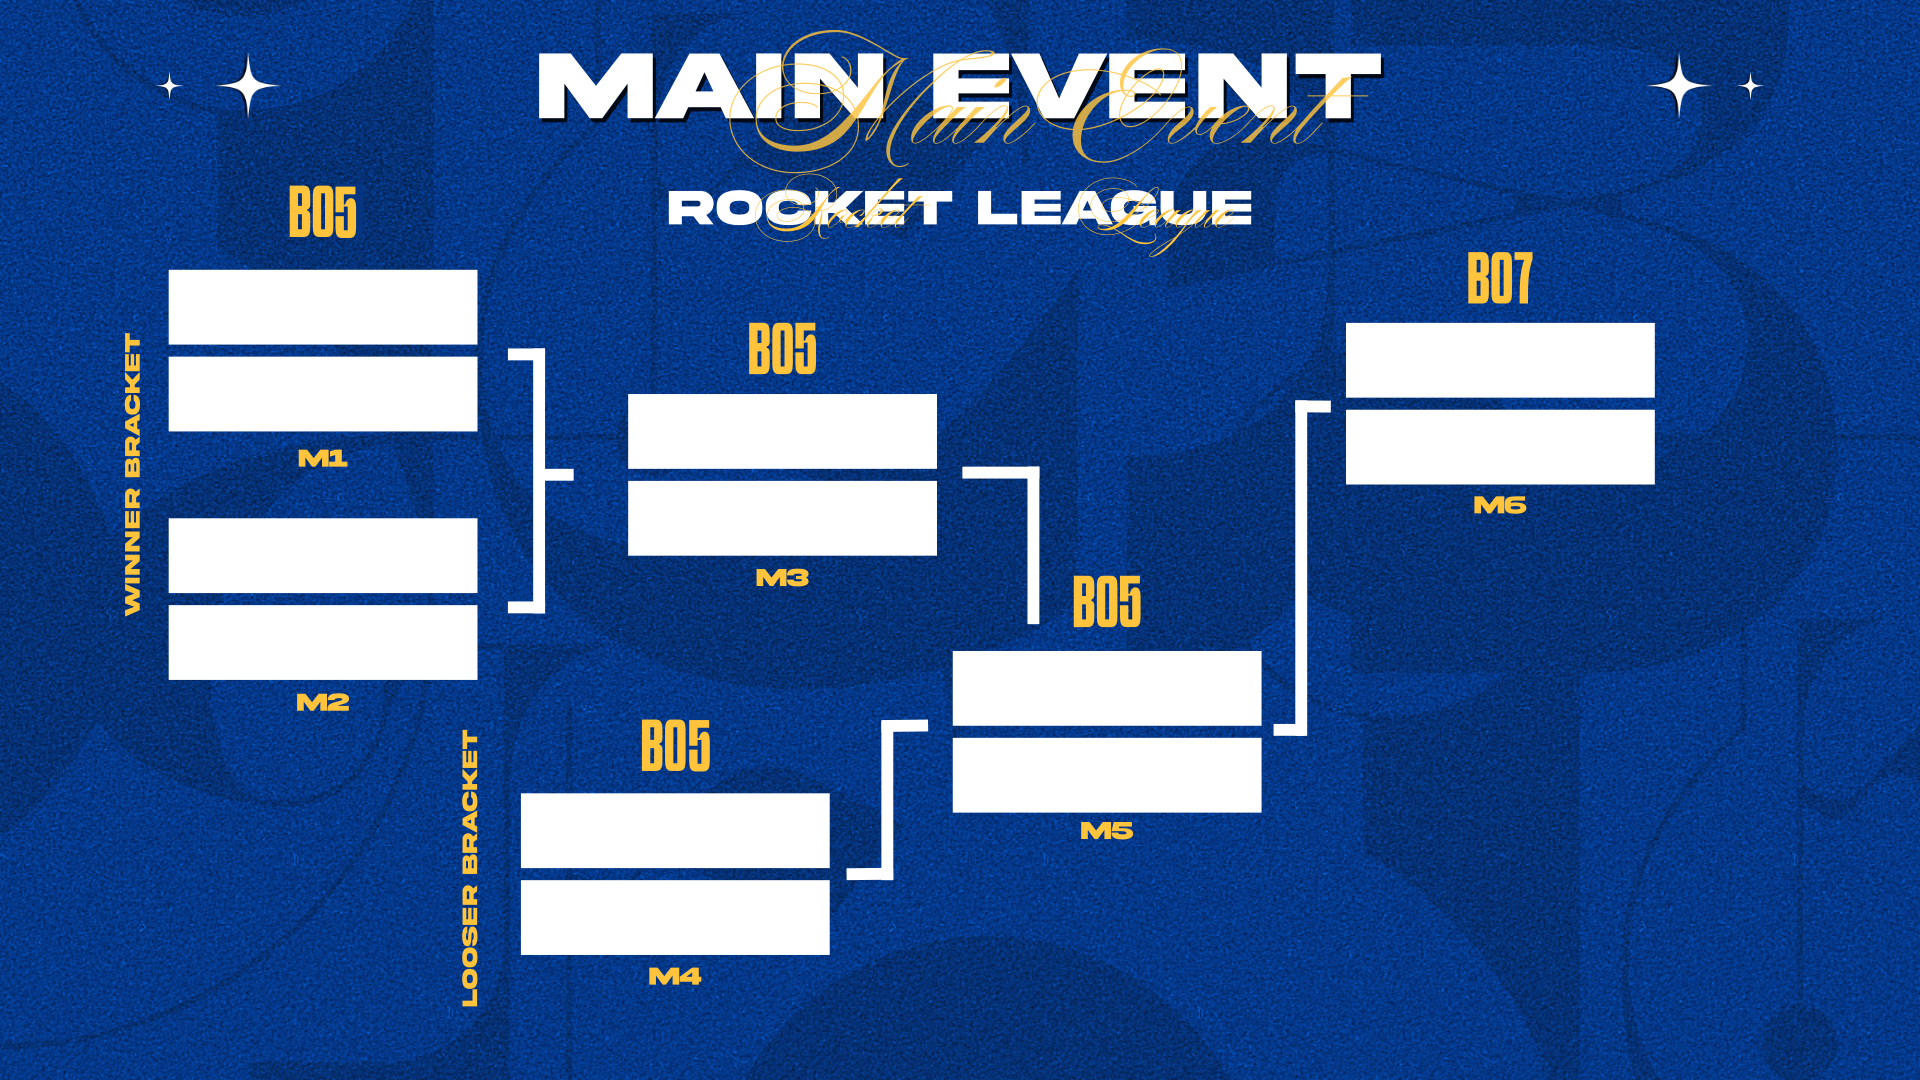 MAIN EVENT
Main Event
ROCKET LEAGUE
Rocket League
WINNER BRACKET
BO5
M1
M2
BO5
M3
LOOSER BRACKET
BO5
M4
BO5
M5
BO7
M6